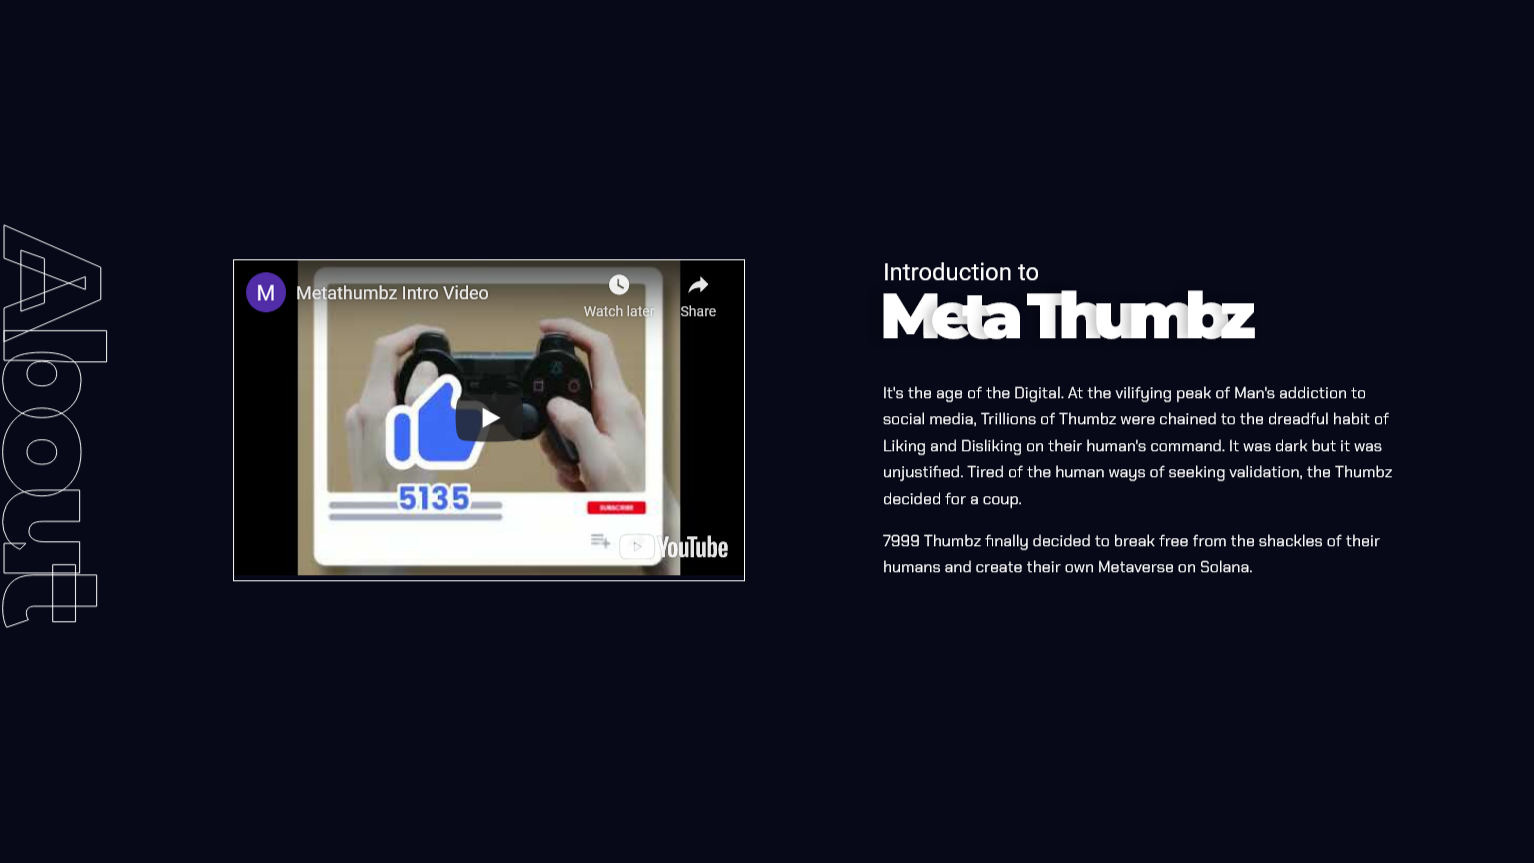 About
M
Metathumbz Intro Video
Watch later
Share
5135
SUBSCRIBE
YouTube
Introduction to
Meta Thumbz
It's the age of the Digital. At the vilifying peak of Man's addiction to
social media, Trillions of Thumbz were chained to the dreadful habit of
Liking and Disliking on their human's command. It was dark but it was
unjustified. Tired of the human ways of seeking validation, the Thumbz
decided for a coup.
7999 Thumbz finally decided to break free from the shackles of their
humans and create their own Metaverse on Solana.